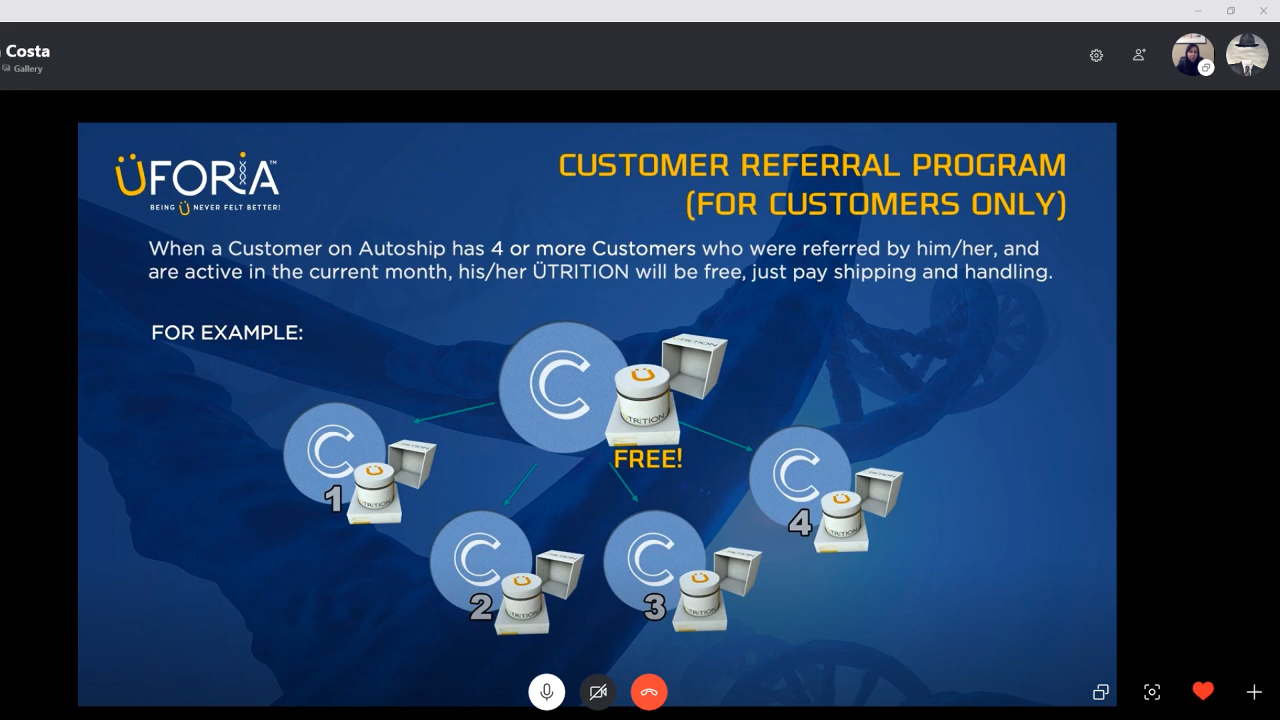 Costa
Gallery
ÜFORiA™
BEING Ü NEVER FELT BETTER!
CUSTOMER REFERRAL PROGRAM
(FOR CUSTOMERS ONLY)
When a Customer on Autoship has 4 or more Customers who were referred by him/her, and
are active in the current month, his/her ÜTRITION will be free, just pay shipping and handling.
FOR EXAMPLE:
C
Ü
FREE!
C
Ü
1
C
Ü
4
C
Ü
2
C
Ü
3